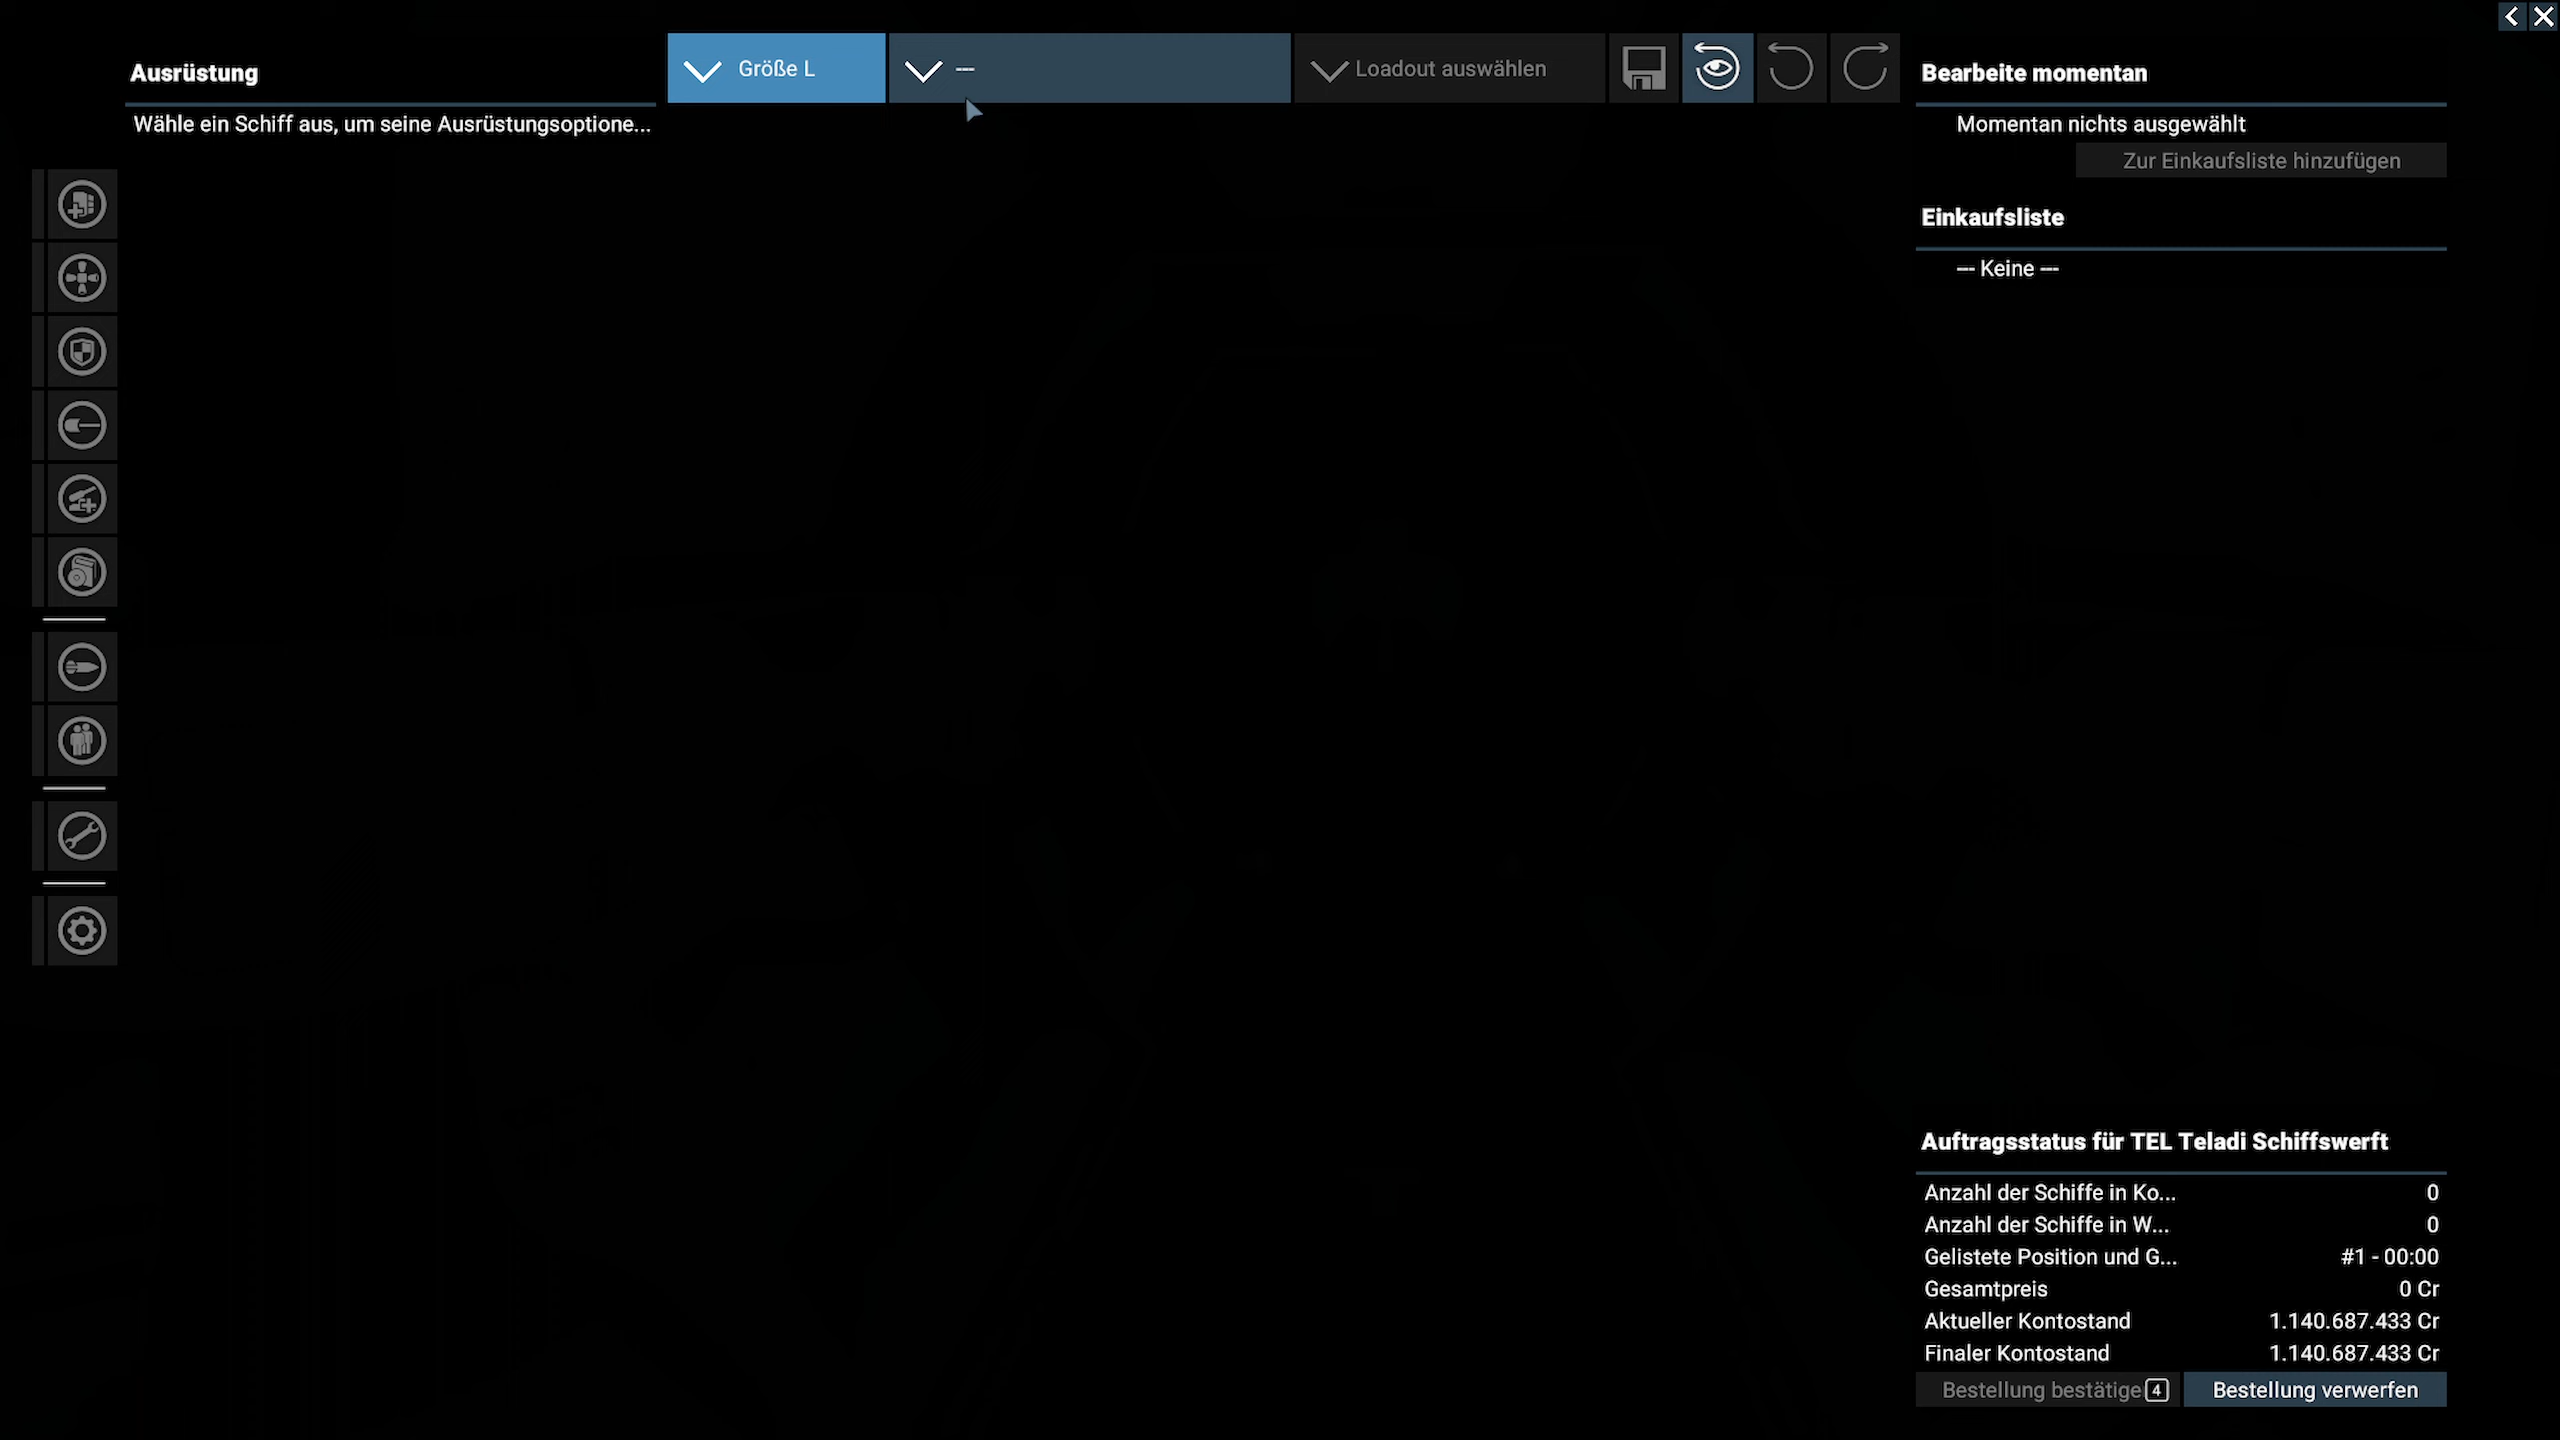 Ausrüstung
Wähle ein Schiff aus, um seine Ausrüstungsoptione...
Größe L
---
Loadout auswählen
Bearbeite momentan
Momentan nichts ausgewählt
Zur Einkaufsliste hinzufügen
Einkaufsliste
--- Keine ---
Auftragsstatus für TEL Teladi Schiffswerft
Anzahl der Schiffe in Ko... 0
Anzahl der Schiffe in W... 0
Gelistete Position und G... #1 - 00:00
Gesamtpreis 0 Cr
Aktueller Kontostand 1.140.687.433 Cr
Finaler Kontostand 1.140.687.433 Cr
Bestellung bestätige 4 Bestellung verwerfen